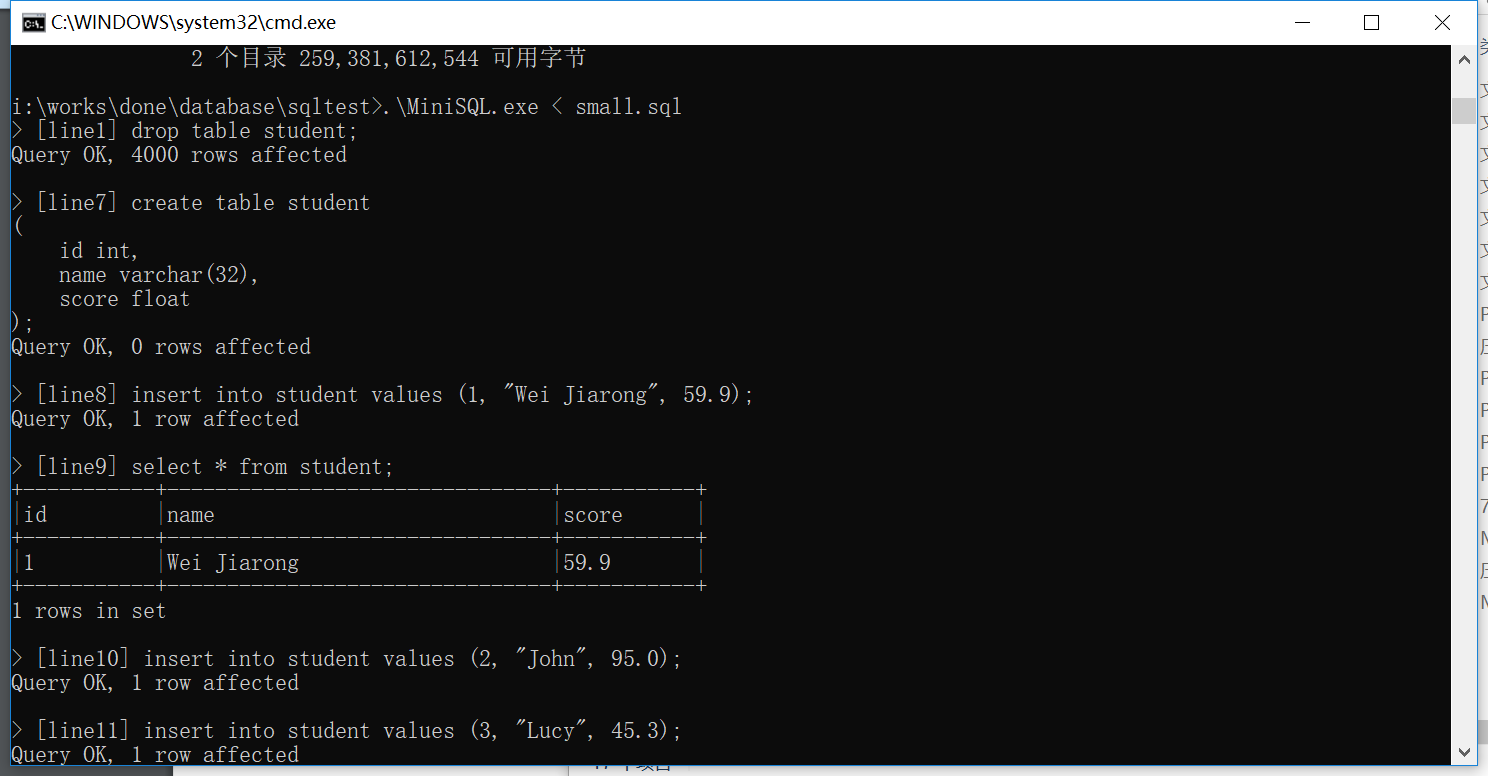 C:\WINDOWS\system32\cmd.exe
2 个目录 259,381,612,544 可用字节
i:\works\done\database\sqltest>.\MiniSQL.exe < small.sql
> [line1] drop table student;
Query OK, 4000 rows affected
> [line7] create table student
(
    id int,
    name varchar(32),
    score float
);
Query OK, 0 rows affected
> [line8] insert into student values (1, "Wei Jiarong", 59.9);
Query OK, 1 row affected
> [line9] select * from student;
+-----------+--------------------------------+-----------+
|id         |name                            |score      |
+-----------+--------------------------------+-----------+
|1          |Wei Jiarong                     |59.9       |
+-----------+--------------------------------+-----------+
1 rows in set
> [line10] insert into student values (2, "John", 95.0);
Query OK, 1 row affected
> [line11] insert into student values (3, "Lucy", 45.3);
Query OK, 1 row affected